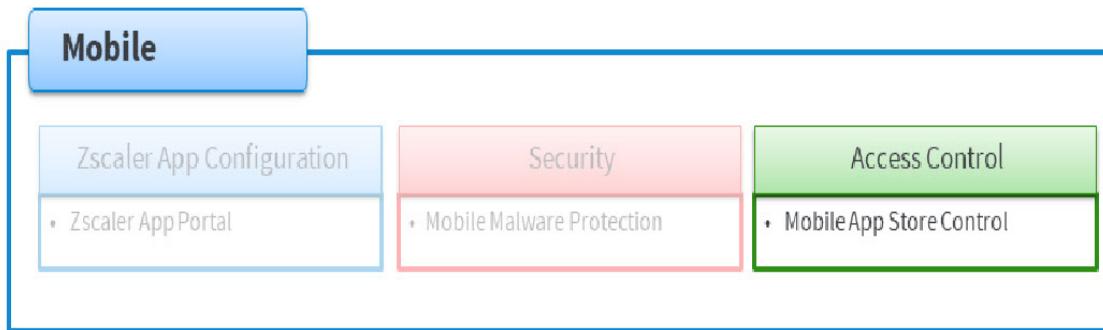 Mobile
Zscaler App Configuration
• Zscaler App Portal
Security
• Mobile Malware Protection
Access Control
• Mobile App Store Control